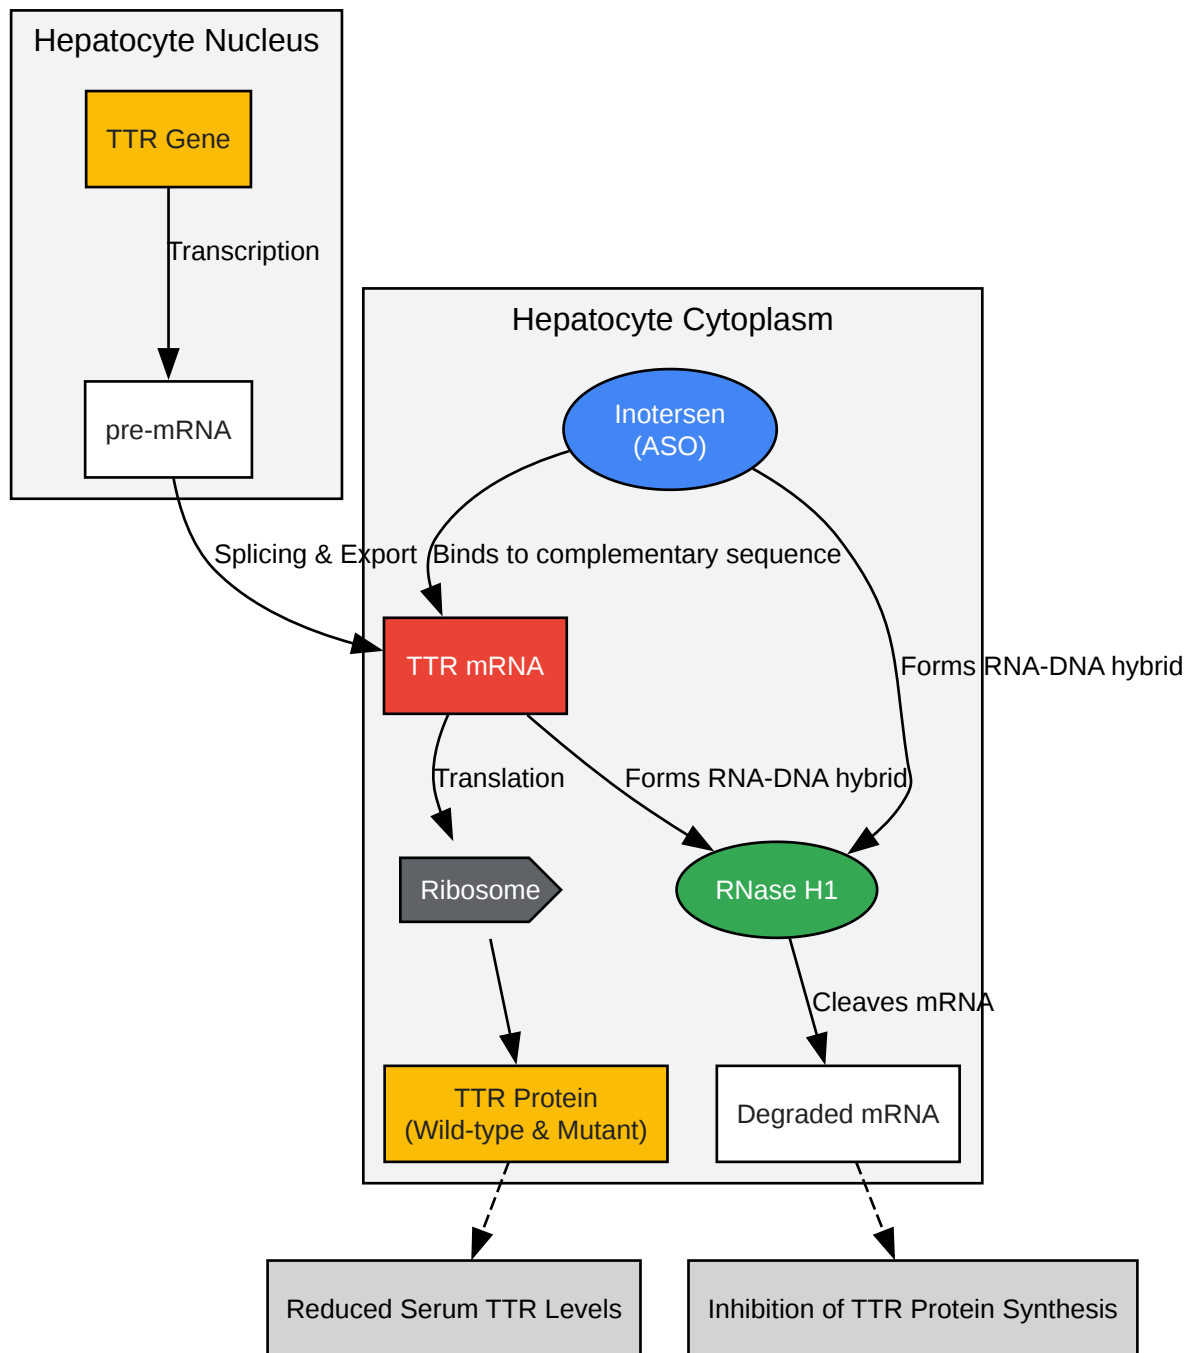 Hepatocyte Nucleus
TTR Gene
Transcription
pre-mRNA
Hepatocyte Cytoplasm
Inotersen
(ASO)
Splicing & Export
Binds to complementary sequence
TTR mRNA
Forms RNA-DNA hybrid
Translation
Forms RNA-DNA hybrid
Ribosome
RNase H1
Cleaves mRNA
TTR Protein
(Wild-type & Mutant)
Degraded mRNA
Reduced Serum TTR Levels
Inhibition of TTR Protein Synthesis